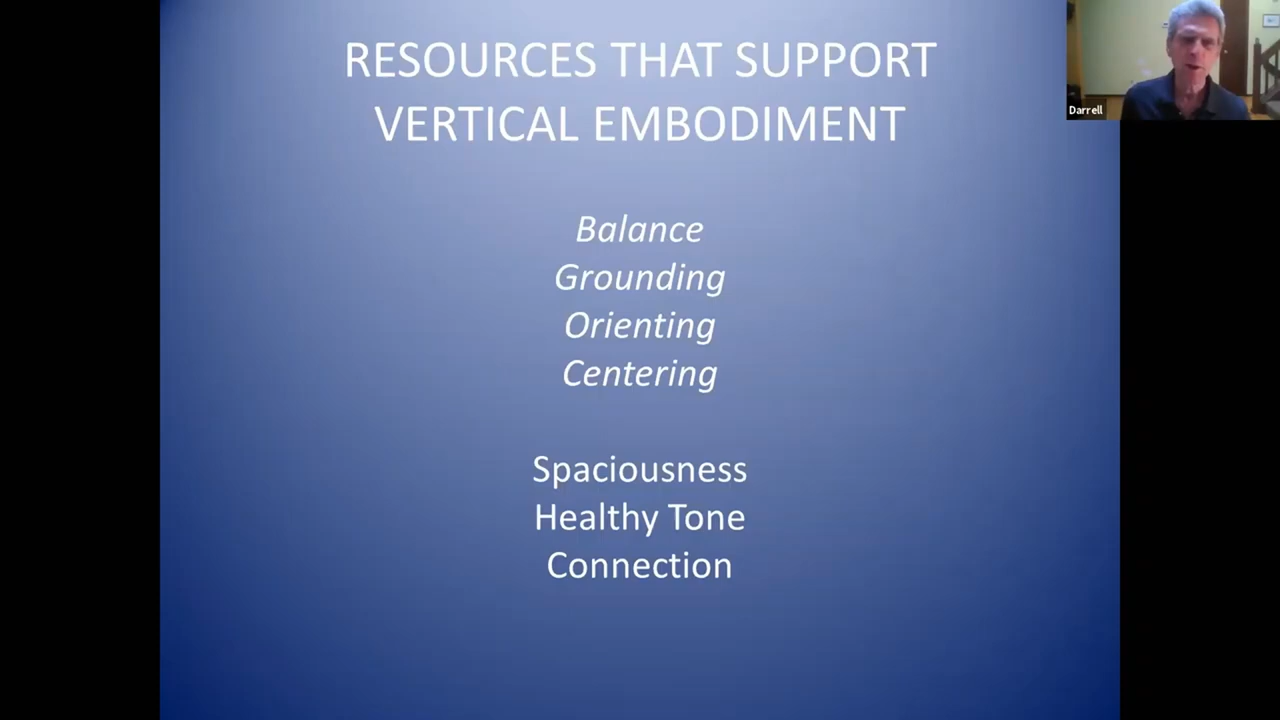 RESOURCES THAT SUPPORT
VERTICAL EMBODIMENT
Balance
Grounding
Orienting
Centering
Spaciousness
Healthy Tone
Connection
Darrell